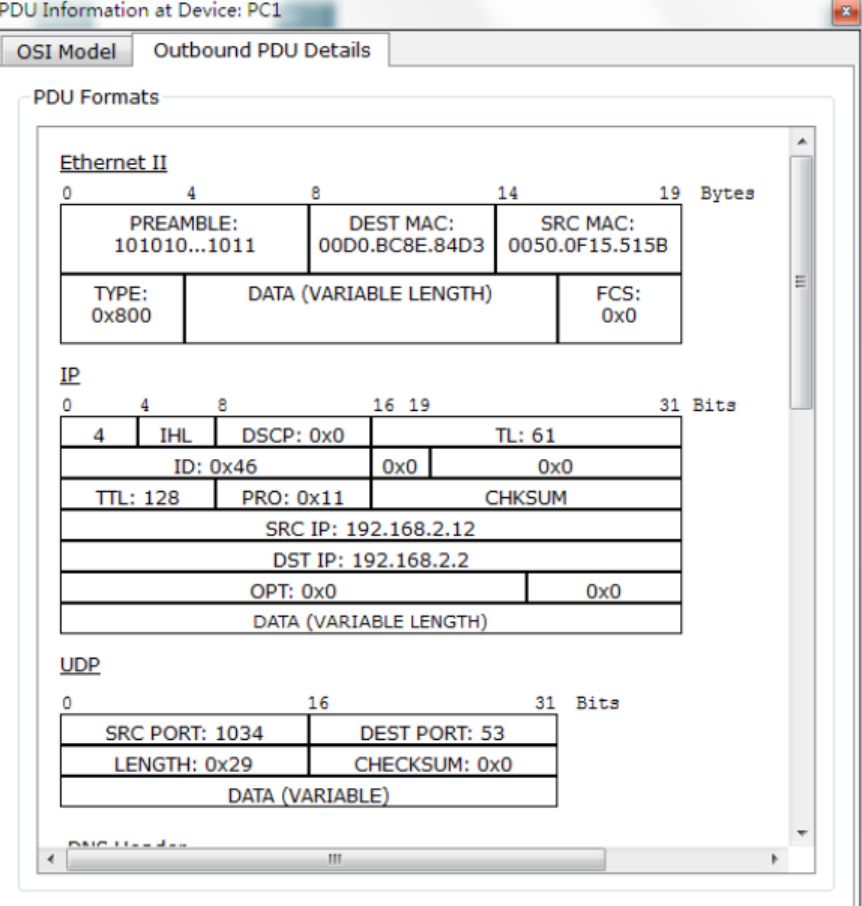 PDU Information at Device: PC1
OSI Model Outbound PDU Details
PDU Formats
Ethernet II
0 4 8 14 19 Bytes
PREAMBLE: DEST MAC: SRC MAC:
101010...1011 00D0.BC8E.84D3 0050.0F15.515B
TYPE: DATA (VARIABLE LENGTH) FCS:
0x800 0x0
IP
0 4 8 16 19 31 Bits
4 IHL DSCP: 0x0 TL: 61
ID: 0x46 0x0 0x0
TTL: 128 PRO: 0x11 CHKSUM
SRC IP: 192.168.2.12
DST IP: 192.168.2.2
OPT: 0x0 0x0
DATA (VARIABLE LENGTH)
UDP
0 16 31 Bits
SRC PORT: 1034 DEST PORT: 53
LENGTH: 0x29 CHECKSUM: 0x0
DATA (VARIABLE)
DNS Header